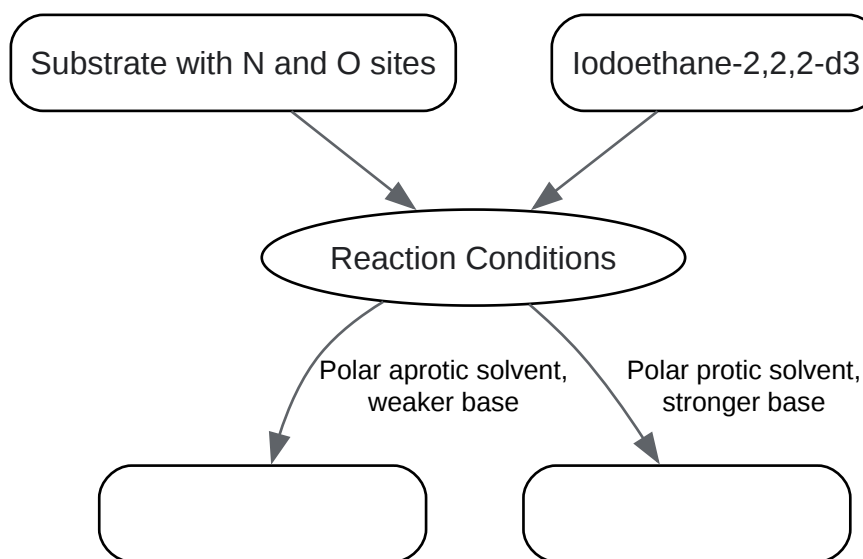 Substrate with N and O sites
Iodoethane-2,2,2-d3
Reaction Conditions
Polar aprotic solvent,
weaker base
Polar protic solvent,
stronger base